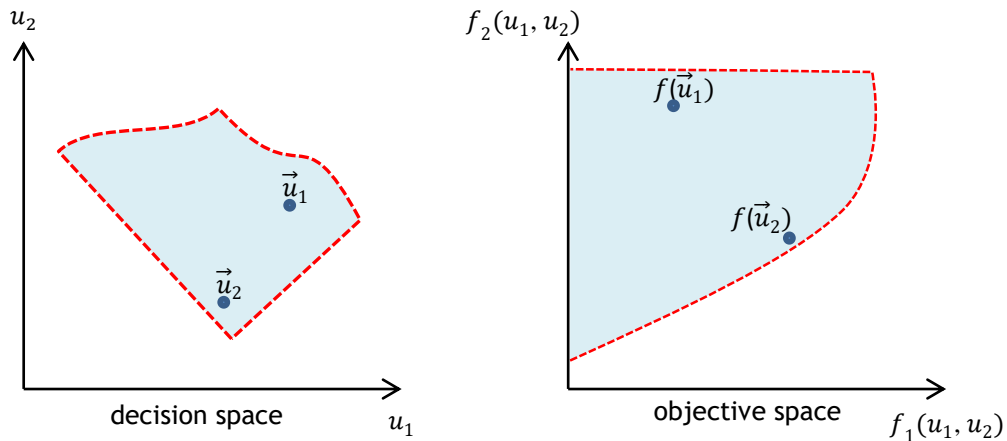 u₂
u⃗₁
u⃗₂
decision space
u₁
f₂(u₁, u₂)
f(u⃗₁)
f(u⃗₂)
objective space
f₁(u₁, u₂)